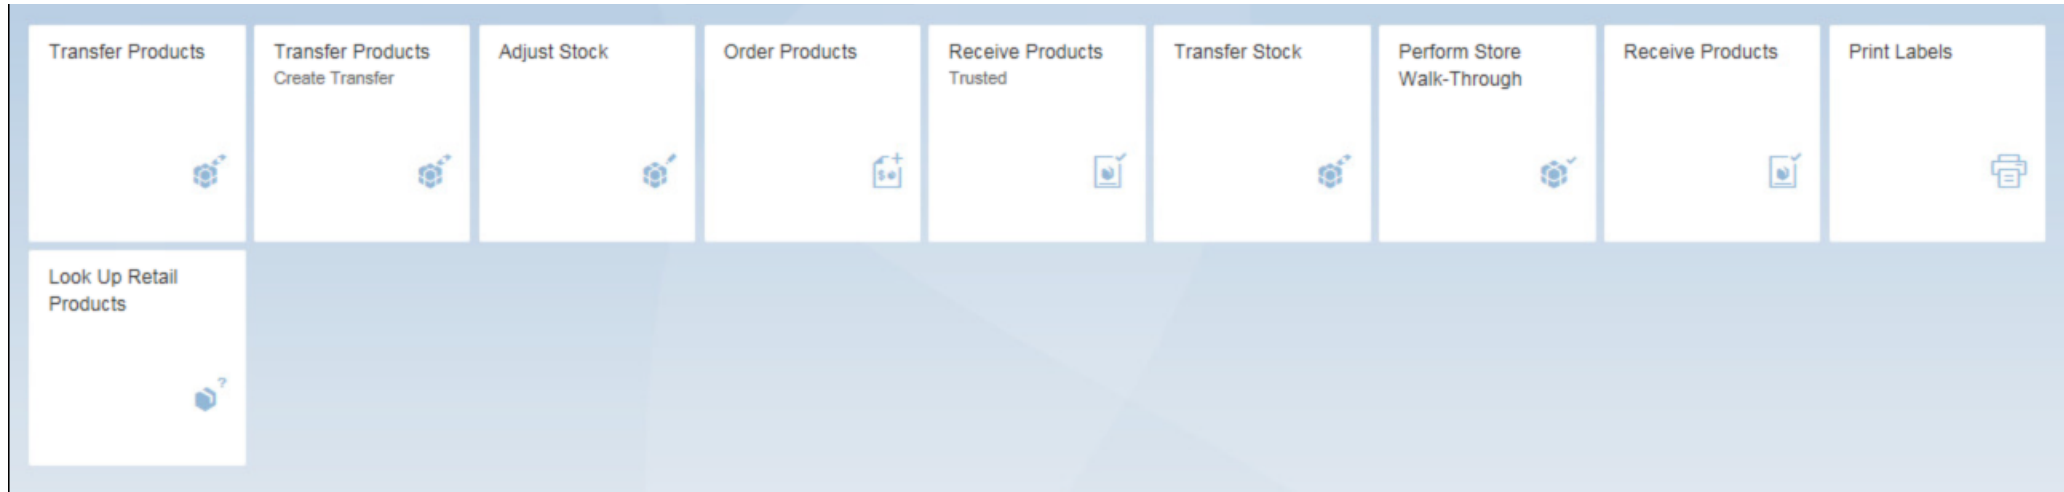 Transfer Products
Transfer Products
Create Transfer
Adjust Stock
Order Products
Receive Products
Trusted
Transfer Stock
Perform Store
Walk-Through
Receive Products
Print Labels
Look Up Retail
Products